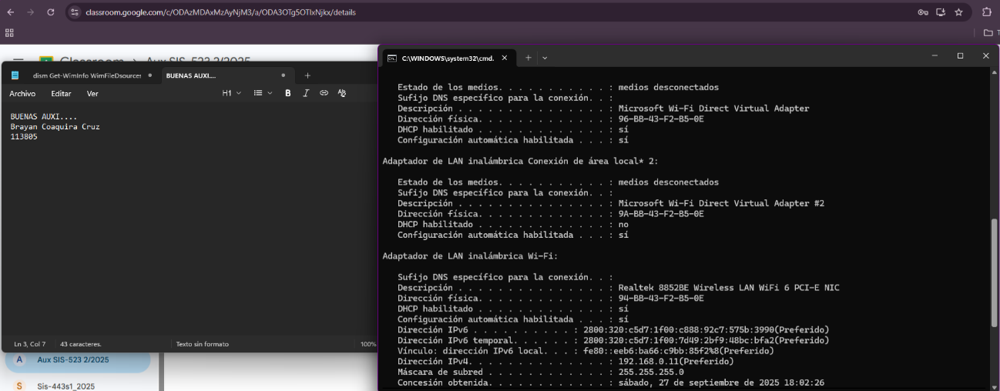 classroom.google.com/c/ODAzMDAxMzAyNjM3/a/ODA3OTg5OTIxNjkx/details
Classroom > Aux SIS-523 2/2025
dism Get-WimInfo WimFileDsources
BUENAS AUXI....
Archivo Editar Ver H1 B I
BUENAS AUXI....
Brayan Coaquira Cruz
113805
Ln 3, Col 7 43 caracteres. Texto sin formato 100%
A Aux SIS-523 2/2025
S Sis-443s1_2025
C:\WINDOWS\system32\cmd.
Estado de los medios. . . . . . . . . . . : medios desconectados
Sufijo DNS específico para la conexión. . :
Descripción . . . . . . . . . . . . . . . : Microsoft Wi-Fi Direct Virtual Adapter
Dirección física. . . . . . . . . . . . . : 96-BB-43-F2-B5-0E
DHCP habilitado . . . . . . . . . . . . . : sí
Configuración automática habilitada . . . : sí
Adaptador de LAN inalámbrica Conexión de área local* 2:
Estado de los medios. . . . . . . . . . . : medios desconectados
Sufijo DNS específico para la conexión. . :
Descripción . . . . . . . . . . . . . . . : Microsoft Wi-Fi Direct Virtual Adapter #2
Dirección física. . . . . . . . . . . . . : 9A-BB-43-F2-B5-0E
DHCP habilitado . . . . . . . . . . . . . : no
Configuración automática habilitada . . . : sí
Adaptador de LAN inalámbrica Wi-Fi:
Sufijo DNS específico para la conexión. . :
Descripción . . . . . . . . . . . . . . . : Realtek 8852BE Wireless LAN WiFi 6 PCI-E NIC
Dirección física. . . . . . . . . . . . . : 94-BB-43-F2-B5-0E
DHCP habilitado . . . . . . . . . . . . . : sí
Configuración automática habilitada . . . : sí
Dirección IPv6 . . . . . . . . . . : 2800:320:c5d7:1f00:c888:92c7:575b:3990(Preferido)
Dirección IPv6 temporal. . . . . . : 2800:320:c5d7:1f00:7d49:2bf9:48bc:bfa2(Preferido)
Vínculo: dirección IPv6 local. . . : fe80::eeb6:ba66:c9bb:85f2%8(Preferido)
Dirección IPv4. . . . . . . . . . . . . . : 192.168.0.11(Preferido)
Máscara de subred . . . . . . . . . . . . : 255.255.255.0
Concesión obtenida. . . . . . . . . . . . : sábado, 27 de septiembre de 2025 18:02:26